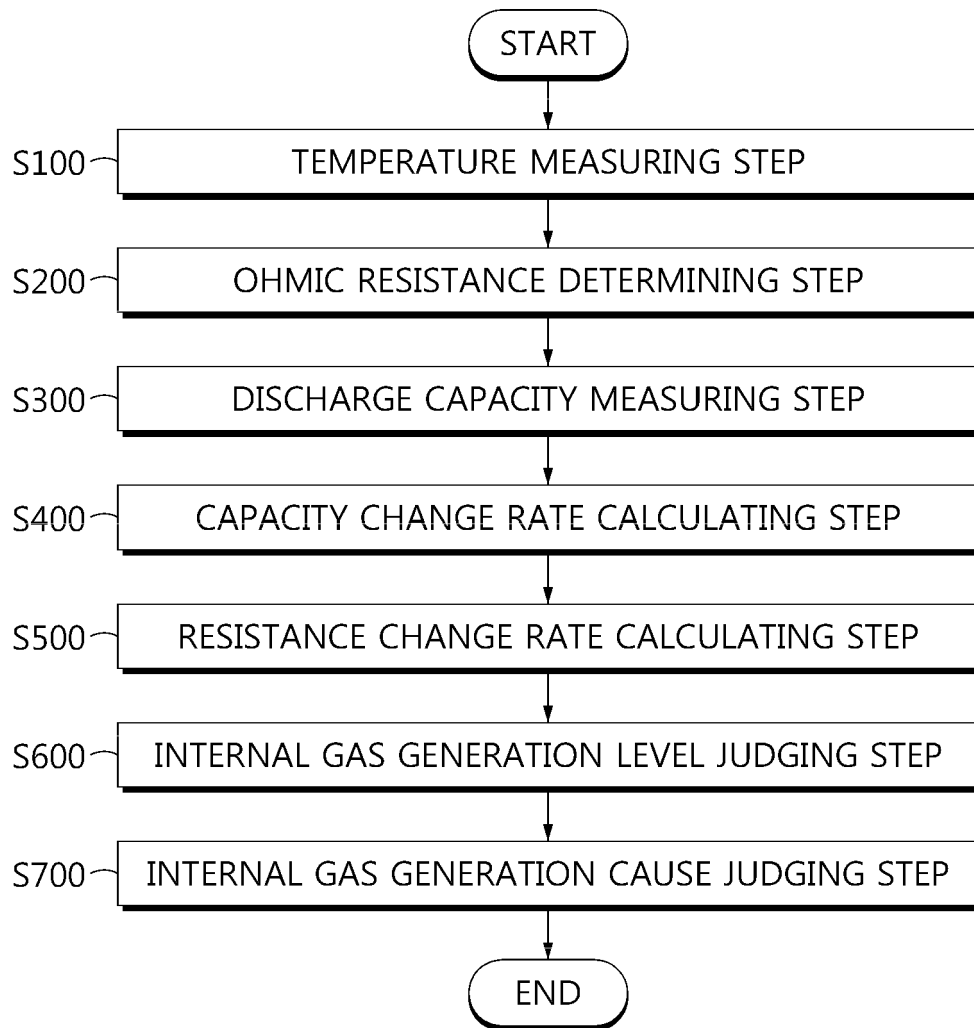 START
S100 TEMPERATURE MEASURING STEP
S200 OHMIC RESISTANCE DETERMINING STEP
S300 DISCHARGE CAPACITY MEASURING STEP
S400 CAPACITY CHANGE RATE CALCULATING STEP
S500 RESISTANCE CHANGE RATE CALCULATING STEP
S600 INTERNAL GAS GENERATION LEVEL JUDGING STEP
S700 INTERNAL GAS GENERATION CAUSE JUDGING STEP
END